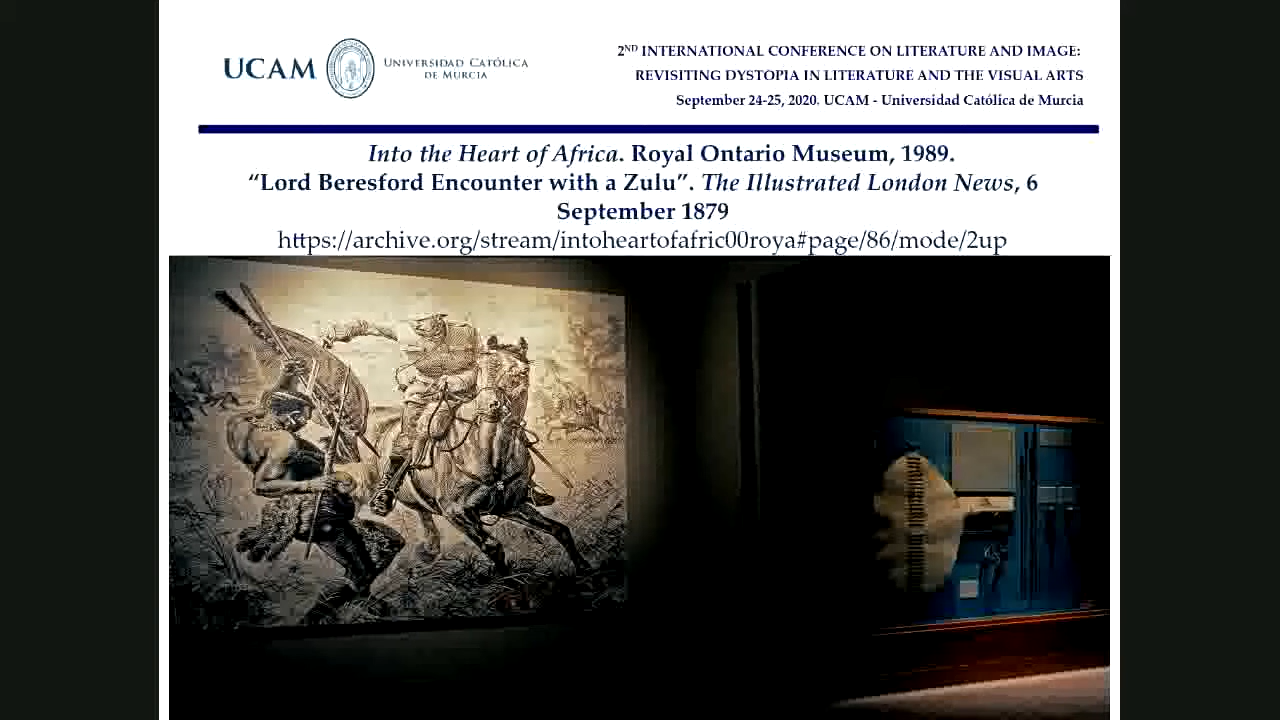 UCAM
UNIVERSIDAD CATÓLICA
DE MURCIA
2ND INTERNATIONAL CONFERENCE ON LITERATURE AND IMAGE:
REVISITING DYSTOPIA IN LITERATURE AND THE VISUAL ARTS
September 24-25, 2020. UCAM - Universidad Católica de Murcia
Into the Heart of Africa. Royal Ontario Museum, 1989.
“Lord Beresford Encounter with a Zulu”. The Illustrated London News, 6
September 1879
https://archive.org/stream/intoheartofafric00roya#page/86/mode/2up